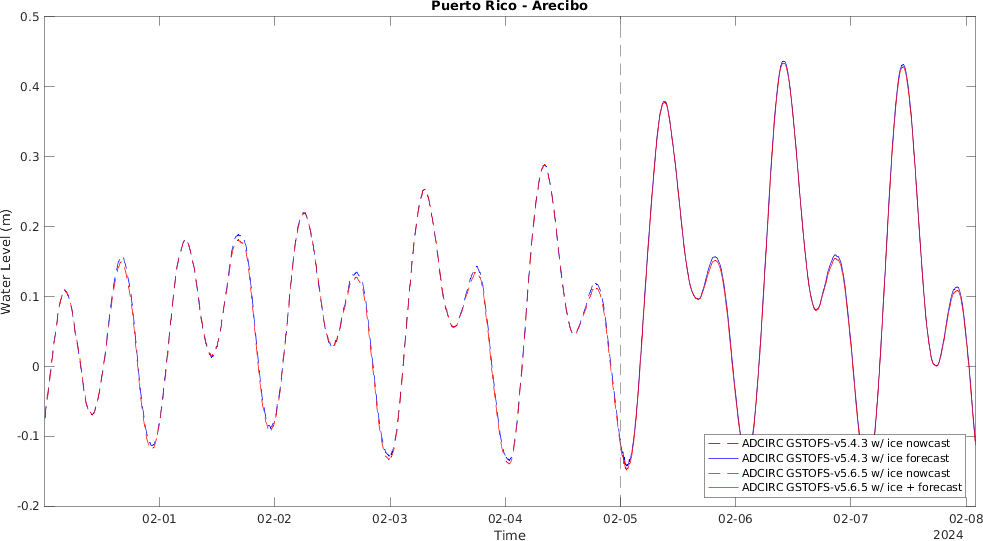 Puerto Rico - Arecibo
0.5
0.4
0.3
0.2
0.1
0
-0.1
-0.2
Water Level (m)
ADCIRC GSTOFS-v5.4.3 w/ ice nowcast
ADCIRC GSTOFS-v5.4.3 w/ ice forecast
ADCIRC GSTOFS-v5.6.5 w/ ice nowcast
ADCIRC GSTOFS-v5.6.5 w/ ice + forecast
02-01 02-02 02-03 02-04 02-05 02-06 02-07 02-08
Time
2024